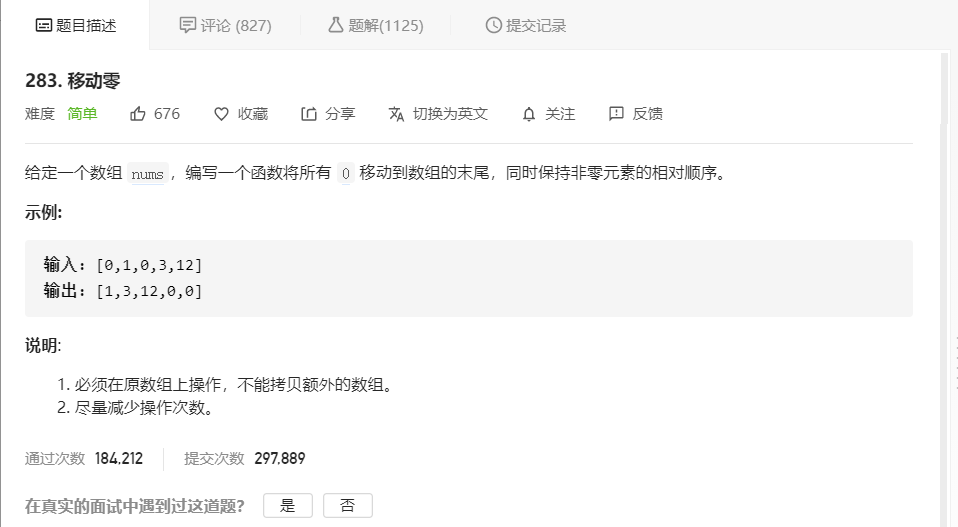 题目描述 评论 (827) 题解(1125) 提交记录
283. 移动零
难度 简单 676 收藏 分享 切换为英文 关注 反馈
给定一个数组 nums ，编写一个函数将所有 0 移动到数组的末尾，同时保持非零元素的相对顺序。
示例:
输入: [0,1,0,3,12]
输出: [1,3,12,0,0]
说明:
1. 必须在原数组上操作，不能拷贝额外的数组。
2. 尽量减少操作次数。
通过次数 184,212 提交次数 297,889
在真实的面试中遇到过这道题? 是 否